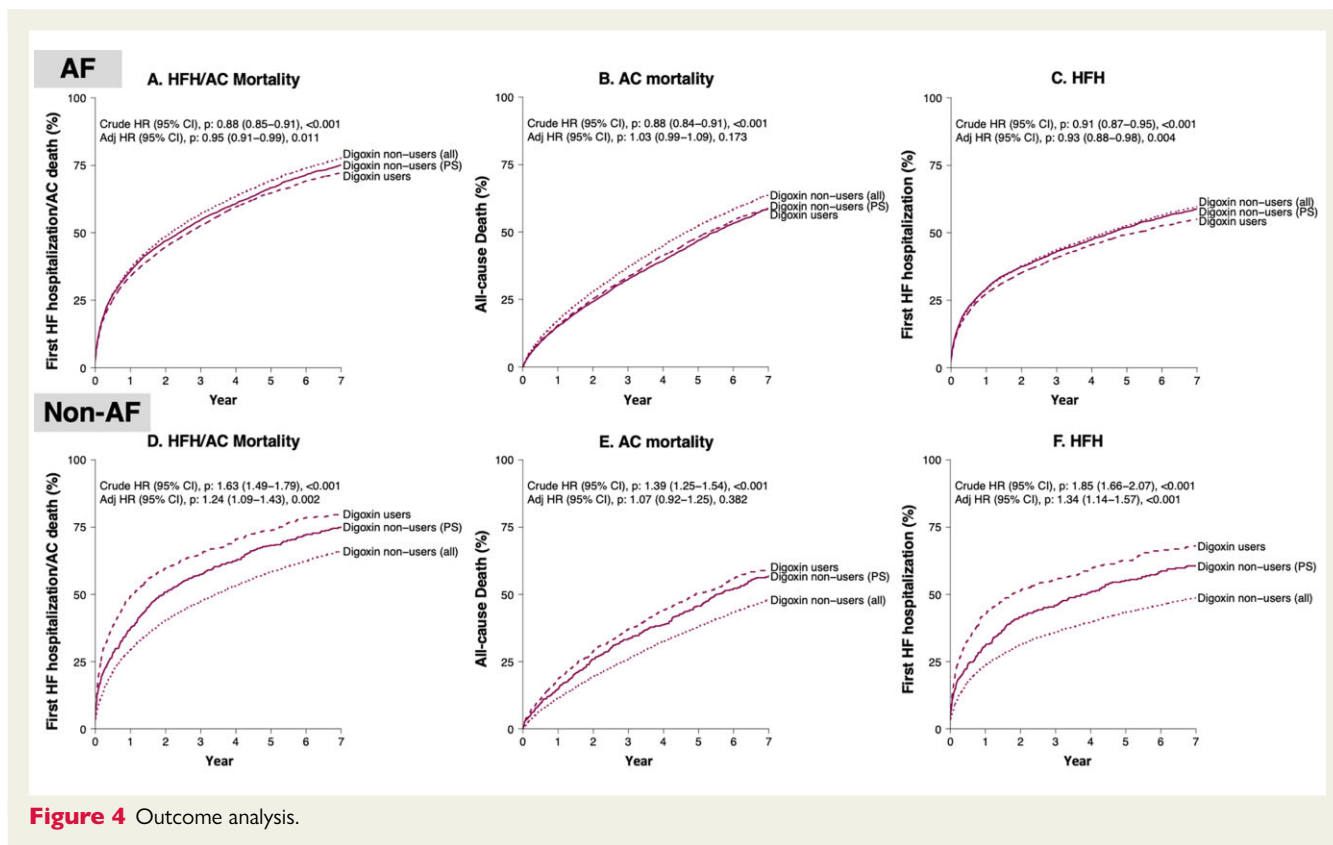 AF
A. HFH/AC Mortality
First HF hospitalization/AC death (%)
100
75
50
25
0
Crude HR (95% CI), p: 0.88 (0.85–0.91), <0.001
Adj HR (95% CI), p: 0.95 (0.91–0.99), 0.011
Digoxin non−users (all)
Digoxin non−users (PS)
Digoxin users
0 1 2 3 4 5 6 7
Year
B. AC mortality
All-cause Death (%)
100
75
50
25
0
Crude HR (95% CI), p: 0.88 (0.84–0.91), <0.001
Adj HR (95% CI), p: 1.03 (0.99–1.09), 0.173
Digoxin non−users (all)
Digoxin non−users (PS)
Digoxin users
0 1 2 3 4 5 6 7
Year
C. HFH
First HF hospitalization (%)
100
75
50
25
0
Crude HR (95% CI), p: 0.91 (0.87–0.95), <0.001
Adj HR (95% CI), p: 0.93 (0.88–0.98), 0.004
Digoxin non−users (all)
Digoxin non−users (PS)
Digoxin users
0 1 2 3 4 5 6 7
Year
Non-AF
D. HFH/AC Mortality
First HF hospitalization/AC death (%)
100
75
50
25
0
Crude HR (95% CI), p: 1.63 (1.49–1.79), <0.001
Adj HR (95% CI), p: 1.24 (1.09–1.43), 0.002
Digoxin users
Digoxin non−users (PS)
Digoxin non−users (all)
0 1 2 3 4 5 6 7
Year
E. AC mortality
All-cause Death (%)
100
75
50
25
0
Crude HR (95% CI), p: 1.39 (1.25–1.54), <0.001
Adj HR (95% CI), p: 1.07 (0.92–1.25), 0.382
Digoxin users
Digoxin non−users (PS)
Digoxin non−users (all)
0 1 2 3 4 5 6 7
Year
F. HFH
First HF hospitalization (%)
100
75
50
25
0
Crude HR (95% CI), p: 1.85 (1.66–2.07), <0.001
Adj HR (95% CI), p: 1.34 (1.14–1.57), <0.001
Digoxin users
Digoxin non−users (PS)
Digoxin non−users (all)
0 1 2 3 4 5 6 7
Year
Figure 4 Outcome analysis.